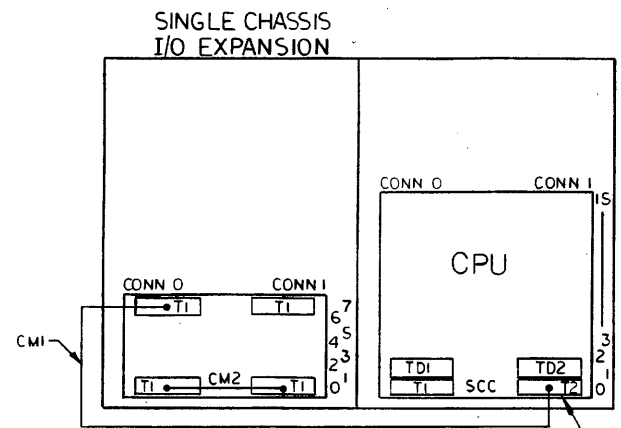 SINGLE CHASSIS
I/O EXPANSION
CONN 0 CONN 1
15
CPU
3
2
1
0
TD1 TD2
T1 SCC T2
CONN 0 CONN 1
T1 T1
7
6
5
4
3
2
1
0
T1 CM2 T1
CM1